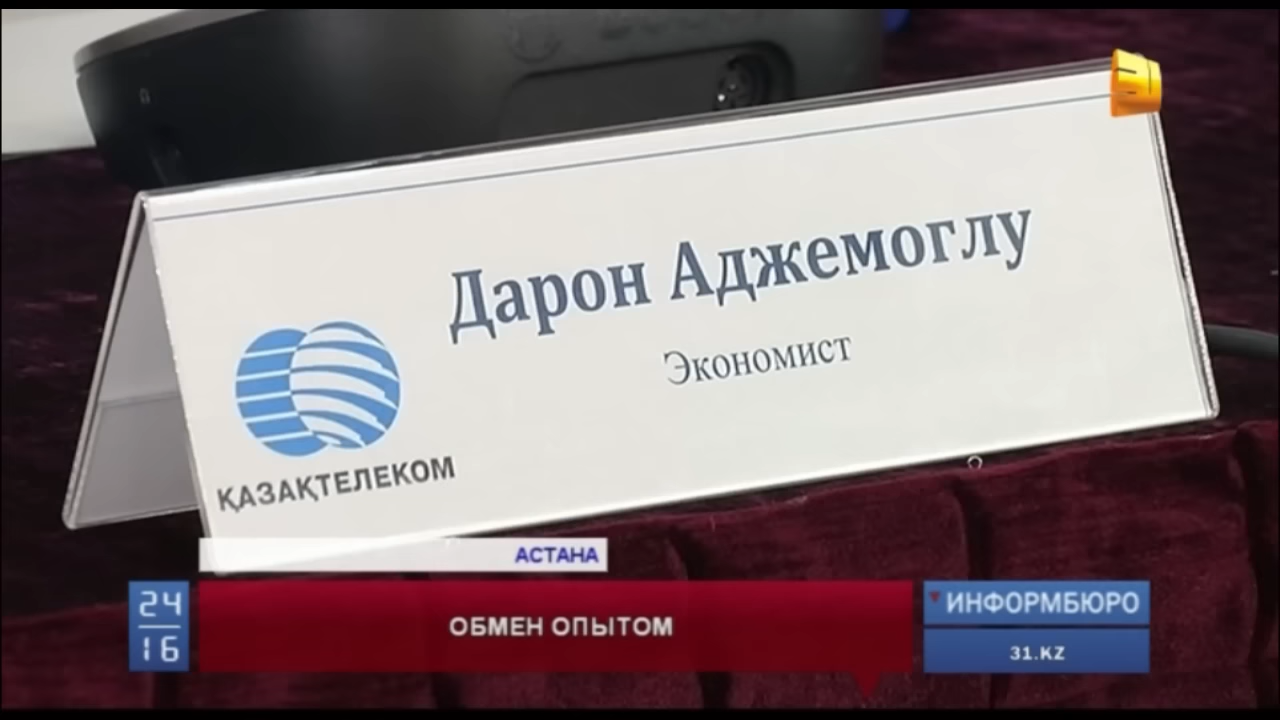 Дарон Аджемоглу
Экономист
ҚАЗАҚТЕЛЕКОМ
АСТАНА
24
16
ОБМЕН ОПЫТОМ
ИНФОРМБЮРО
31.KZ